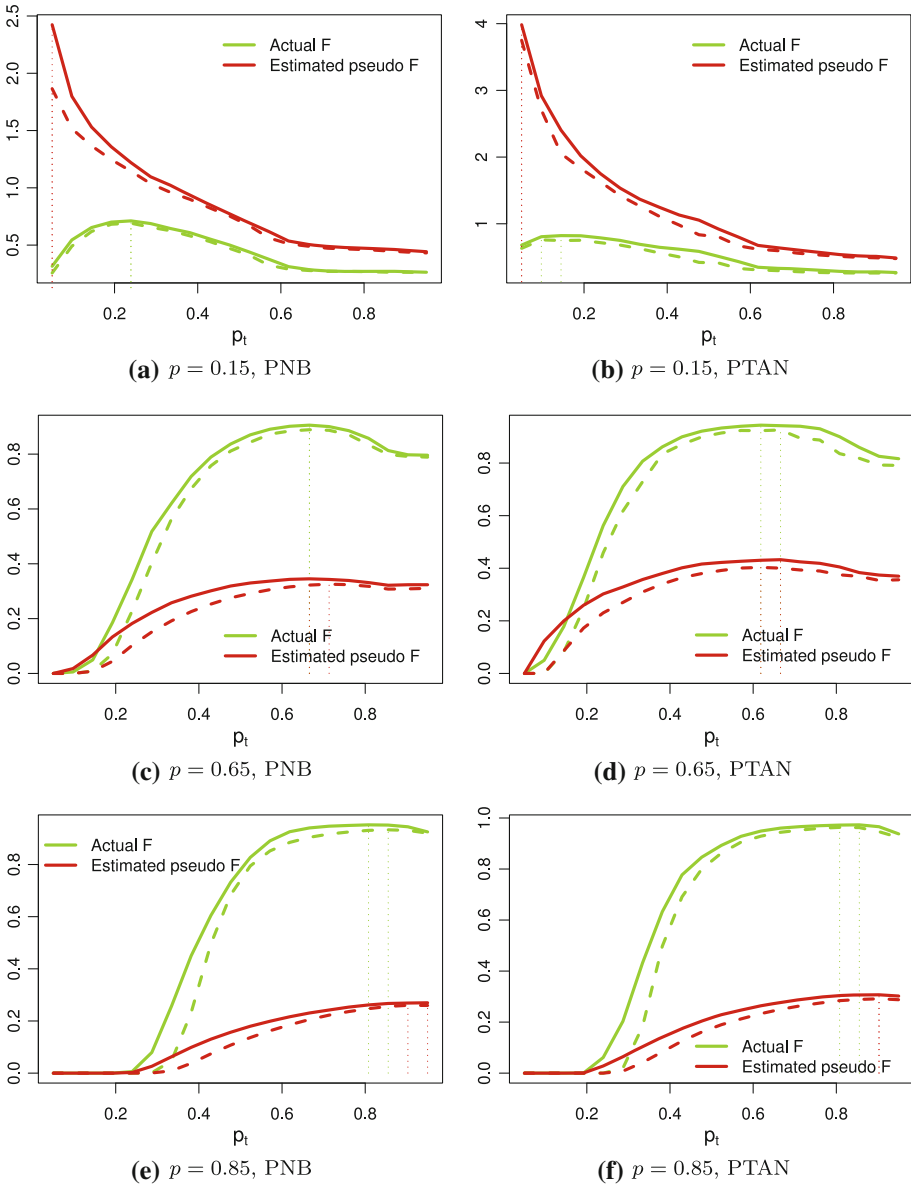 2.5
2.0
1.5
1.0
0.5
Actual F
Estimated pseudo F
0.2 0.4 0.6 0.8
pₜ
(a) p = 0.15, PNB
4
3
2
1
Actual F
Estimated pseudo F
0.2 0.4 0.6 0.8
pₜ
(b) p = 0.15, PTAN
0.8
0.6
0.4
0.2
0.0
Actual F
Estimated pseudo F
0.2 0.4 0.6 0.8
pₜ
(c) p = 0.65, PNB
0.8
0.6
0.4
0.2
0.0
Actual F
Estimated pseudo F
0.2 0.4 0.6 0.8
pₜ
(d) p = 0.65, PTAN
0.8
0.6
0.4
0.2
0.0
Actual F
Estimated pseudo F
0.2 0.4 0.6 0.8
pₜ
(e) p = 0.85, PNB
1.0
0.8
0.6
0.4
0.2
0.0
Actual F
Estimated pseudo F
0.2 0.4 0.6 0.8
pₜ
(f) p = 0.85, PTAN